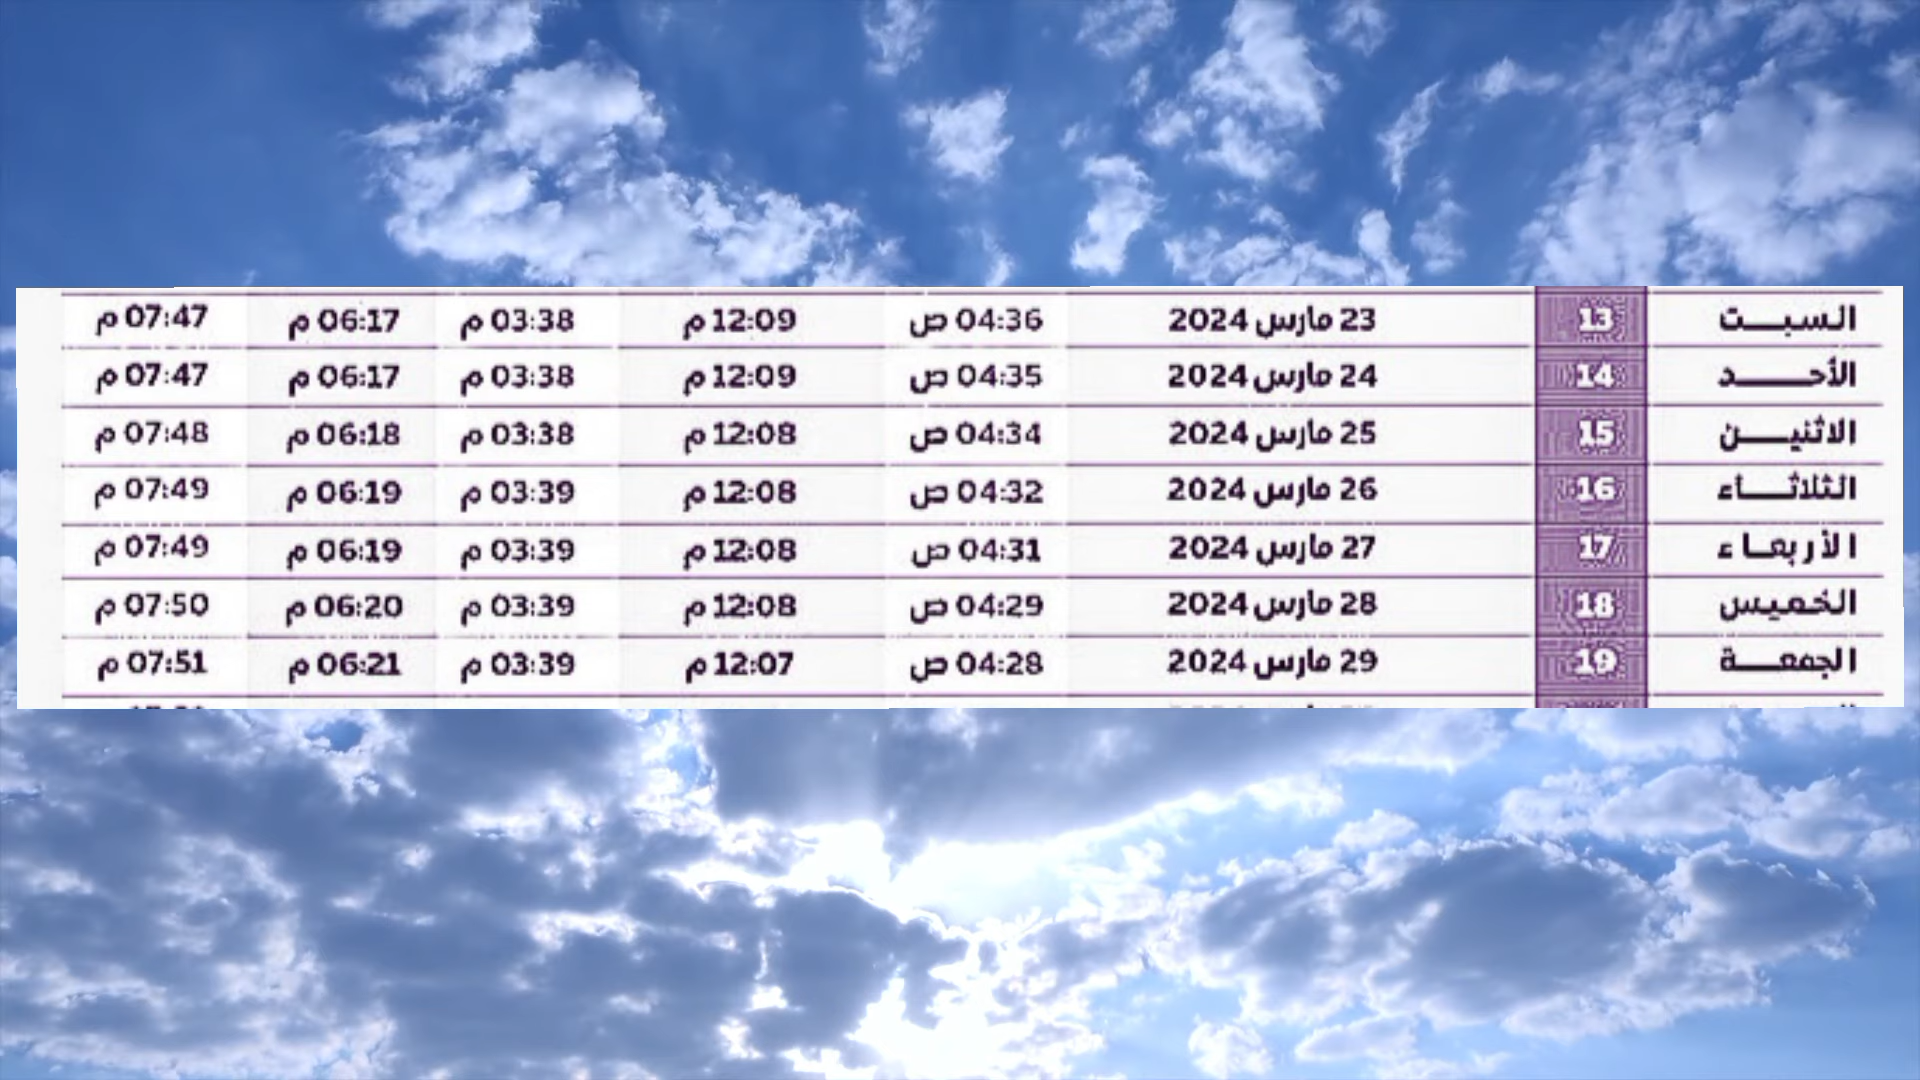 السبت 13 23 مارس 2024 04:36 ص 12:09 م 03:38 م 06:17 م 07:47 م
الأحد 14 24 مارس 2024 04:35 ص 12:09 م 03:38 م 06:17 م 07:47 م
الاثنين 15 25 مارس 2024 04:34 ص 12:08 م 03:38 م 06:18 م 07:48 م
الثلاثاء 16 26 مارس 2024 04:32 ص 12:08 م 03:39 م 06:19 م 07:49 م
الأربعاء 17 27 مارس 2024 04:31 ص 12:08 م 03:39 م 06:19 م 07:49 م
الخميس 18 28 مارس 2024 04:29 ص 12:08 م 03:39 م 06:20 م 07:50 م
الجمعة 19 29 مارس 2024 04:28 ص 12:07 م 03:39 م 06:21 م 07:51 م